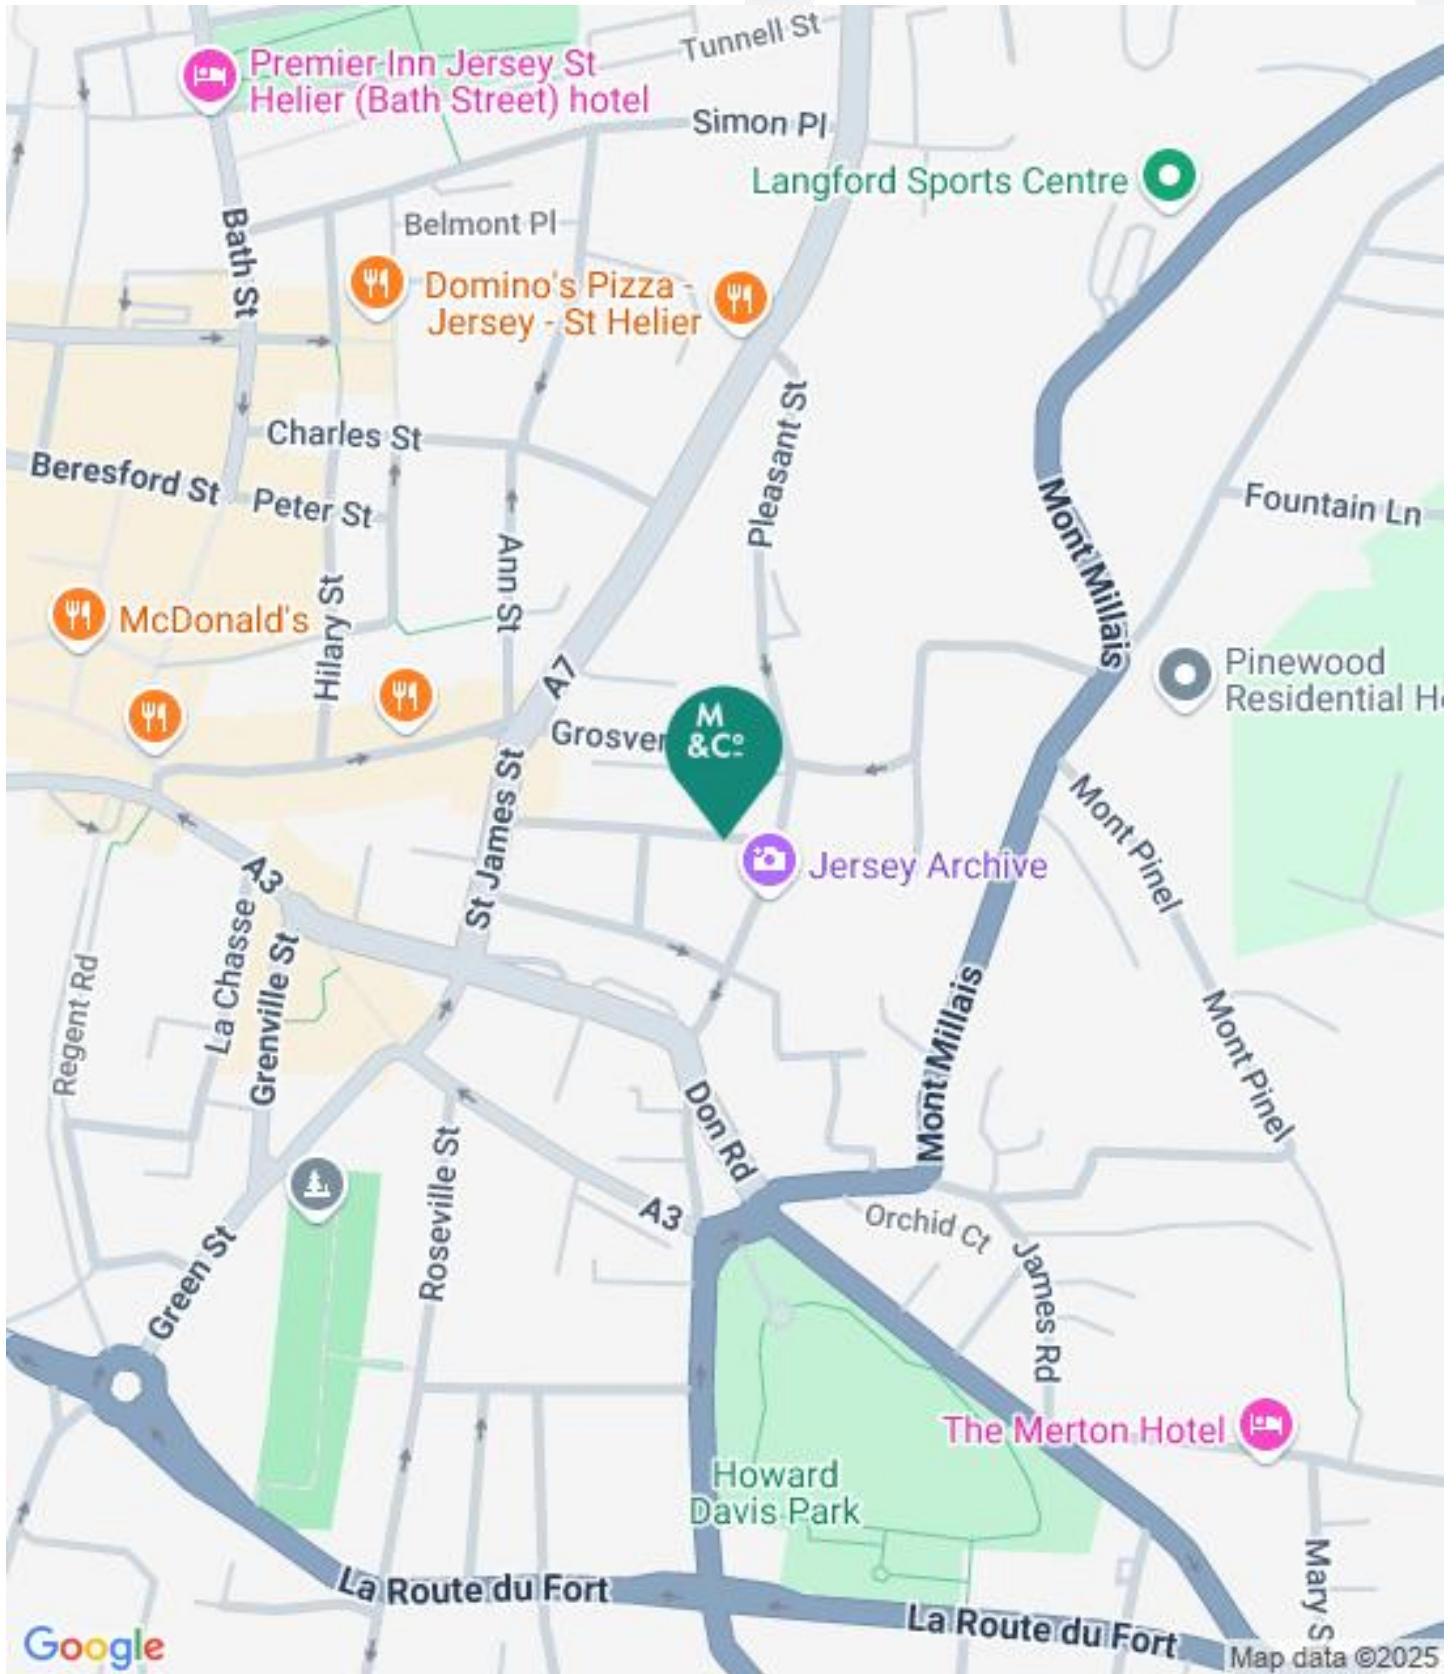 Tunnell St
Premier Inn Jersey St
Helier (Bath Street) hotel
Simon Pl
Langford Sports Centre
Belmont Pl
Bath St
Domino's Pizza -
Jersey - St Helier
Pleasant St
Charles St
Beresford St
Peter St
Fountain Ln
Mont Millais
Ann St
McDonald's
Hilary St
A7
Pinewood
Residential H
M
&Co
Grosve
St James St
Mont Pinel
Jersey Archive
A3
La Chasse
Grenville St
Regent Rd
Mont Millais
Mont Pinel
Don Rd
Roseville St
A3
Orchid Ct
Green St
James Rd
The Merton Hotel
Howard
Davis Park
La Route du Fort
La Route du Fort
Mary S
Google
Map data ©2025